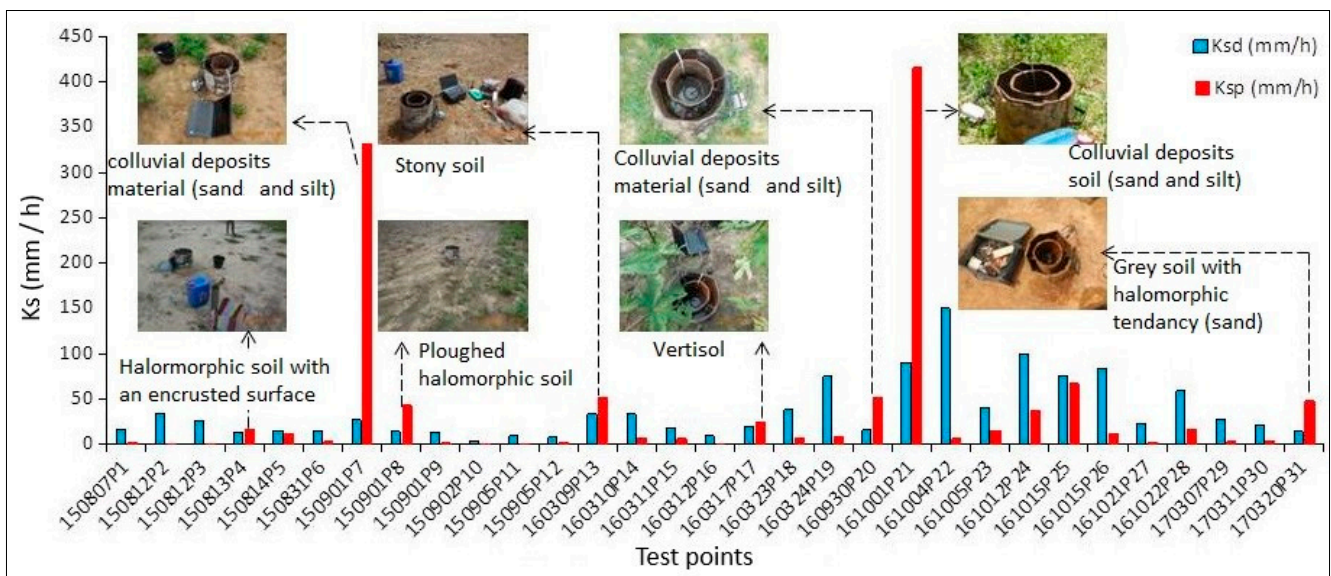 450
400
350
300
250
200
150
100
50
0
Ks (mm / h)
Ksd (mm/h)
Ksp (mm/h)
colluvial deposits
material (sand and silt)
Stony soil
Colluvial deposits
material (sand and silt)
Colluvial deposits
soil (sand and silt)
Halormorphic soil with
an encrusted surface
Ploughed
halomorphic soil
Vertisol
Grey soil with
halomorphic
tendancy (sand)
150807P1
150812P2
150812P3
150813P4
150814P5
150831P6
150901P7
150901P8
150901P9
150902P10
150905P11
150905P12
160309P13
160310P14
160311P15
160312P16
160317P17
160323P18
160324P19
160930P20
161001P21
161004P22
161005P23
161012P24
161015P25
161015P26
161021P27
161022P28
170307P29
170311P30
170320P31
Test points